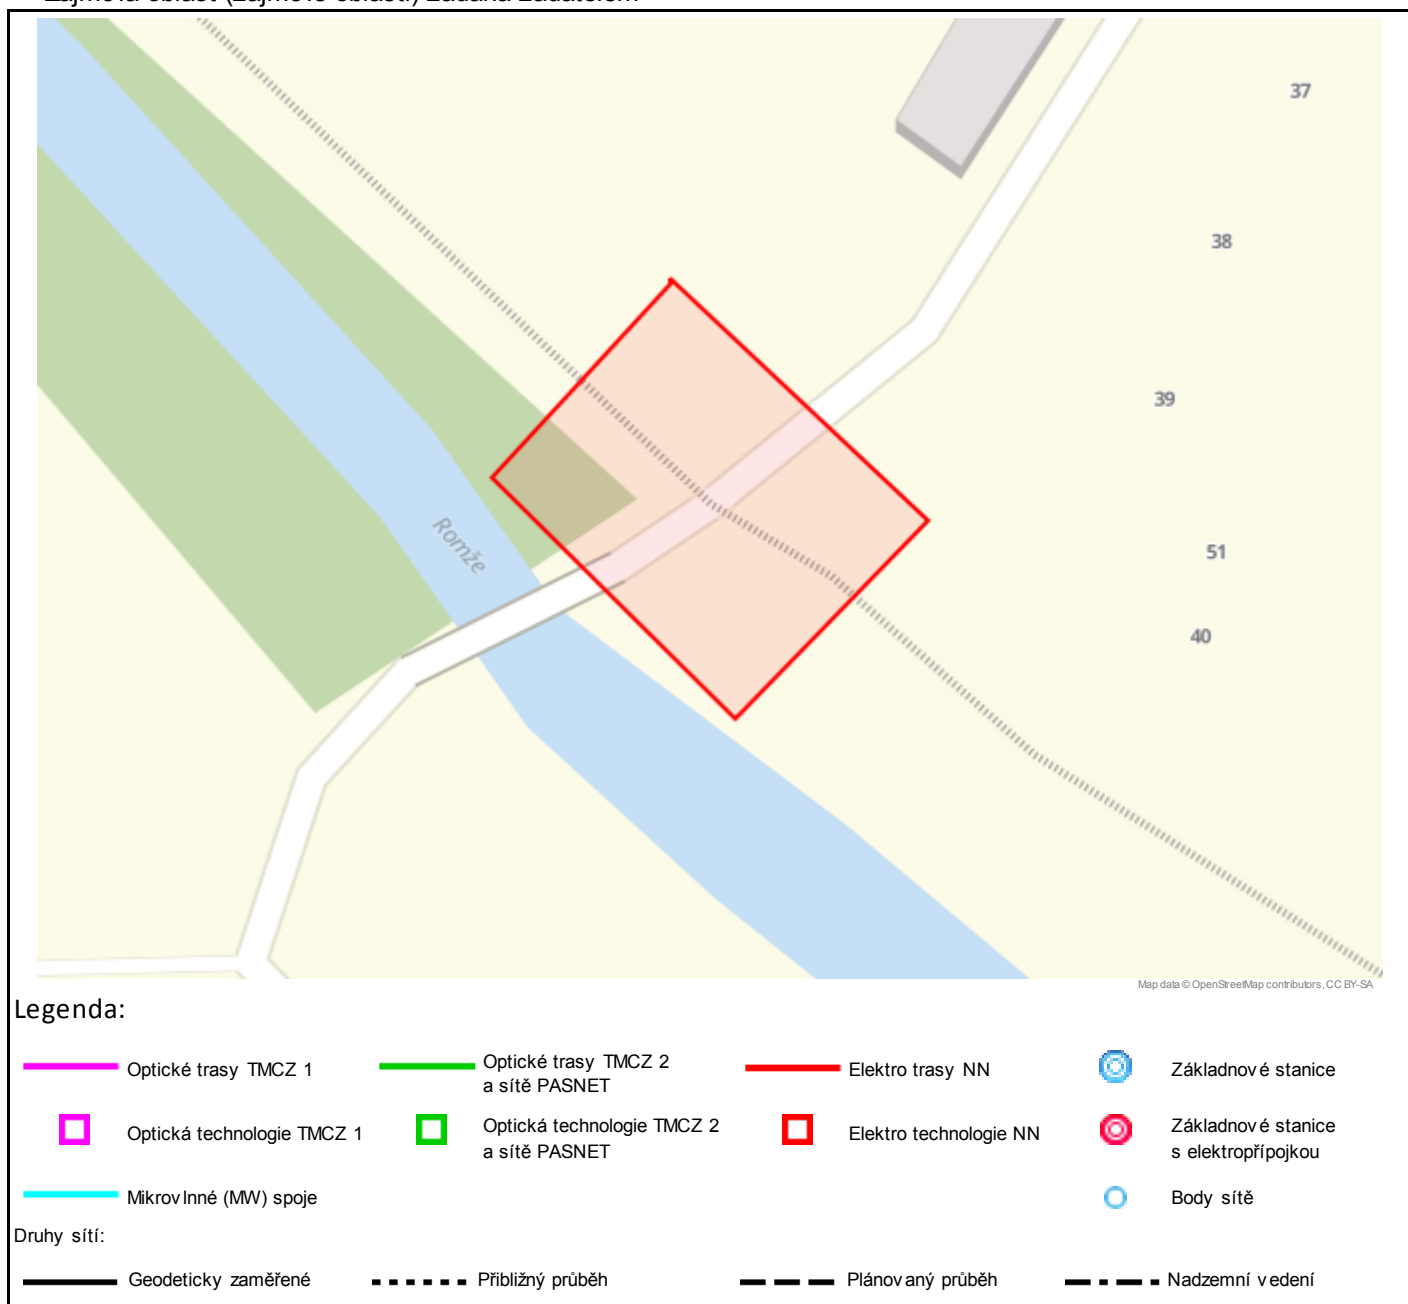 37
38
39
Romže
51
40
Map data © OpenStreetMap contributors, CC BY-SA
Legenda:
Optické trasy TMCZ 1
Optické trasy TMCZ 2
a sítě PASNET
Elektro trasy NN
Základnové stanice
Optická technologie TMCZ 1
Optická technologie TMCZ 2
a sítě PASNET
Elektro technologie NN
Základnové stanice
s elektropřípojkou
Mikrovlnné (MW) spoje
Body sítě
Druhy sítí:
Geodeticky zaměřené
Přibližný průběh
Plánovaný průběh
Nadzemní vedení